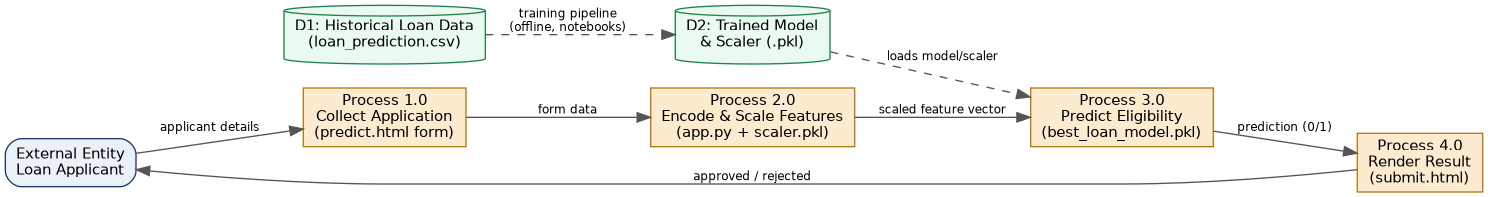 D1: Historical Loan Data
(loan_prediction.csv)
training pipeline
(offline, notebooks)
D2: Trained Model
& Scaler (.pkl)
loads model/scaler
External Entity
Loan Applicant
applicant details
Process 1.0
Collect Application
(predict.html form)
form data
Process 2.0
Encode & Scale Features
(app.py + scaler.pkl)
scaled feature vector
Process 3.0
Predict Eligibility
(best_loan_model.pkl)
prediction (0/1)
Process 4.0
Render Result
(submit.html)
approved / rejected